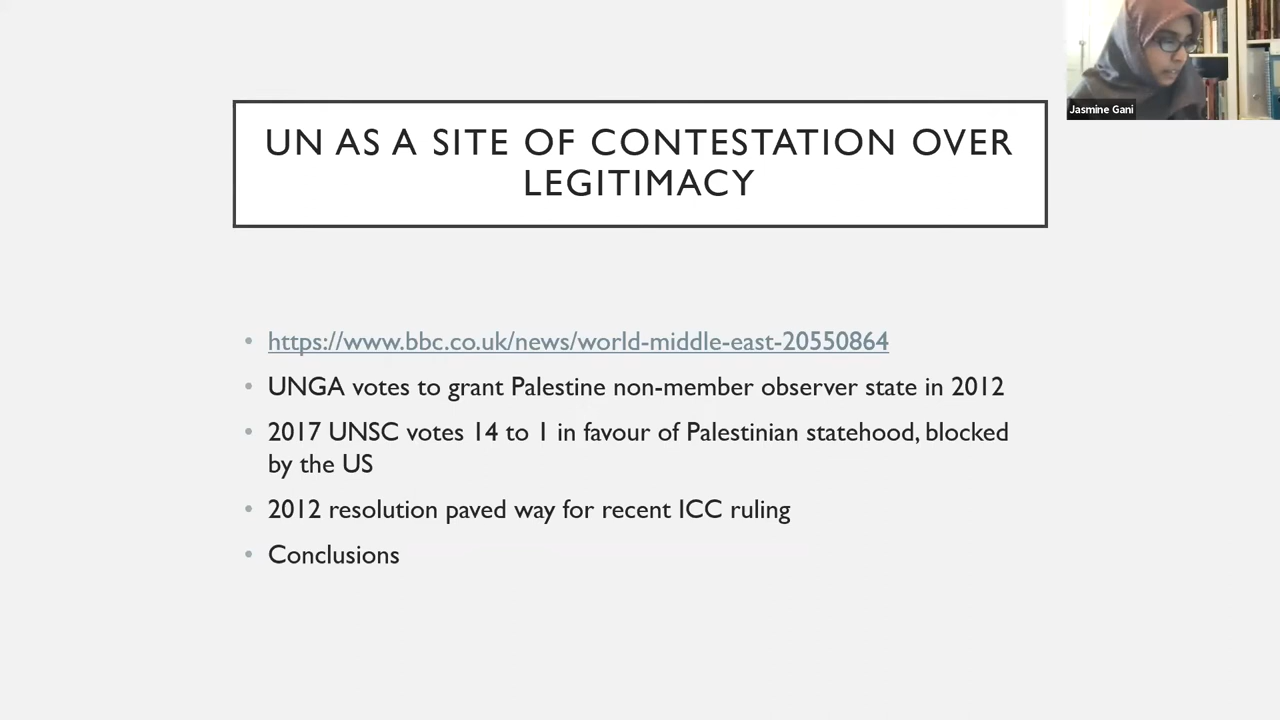 Jasmine Gani
UN AS A SITE OF CONTESTATION OVER
LEGITIMACY
• https://www.bbc.co.uk/news/world-middle-east-20550864
• UNGA votes to grant Palestine non-member observer state in 2012
• 2017 UNSC votes 14 to 1 in favour of Palestinian statehood, blocked
by the US
• 2012 resolution paved way for recent ICC ruling
• Conclusions